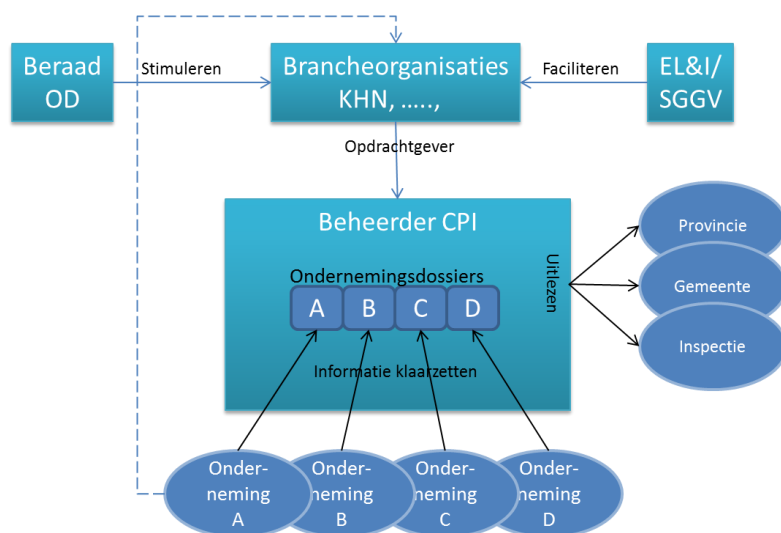 Beraad
OD
Stimuleren
Brancheorganisaties
KHN, .....,
Faciliteren
EL&I/
SGGV
Opdrachtgever
Beheerder CPI
Ondernemingsdossiers
A
B
C
D
Informatie klaarzetten
Uitlezen
Provincie
Gemeente
Inspectie
Onder-
neming
A
Onder-
neming
B
Onder-
neming
C
Onder-
neming
D